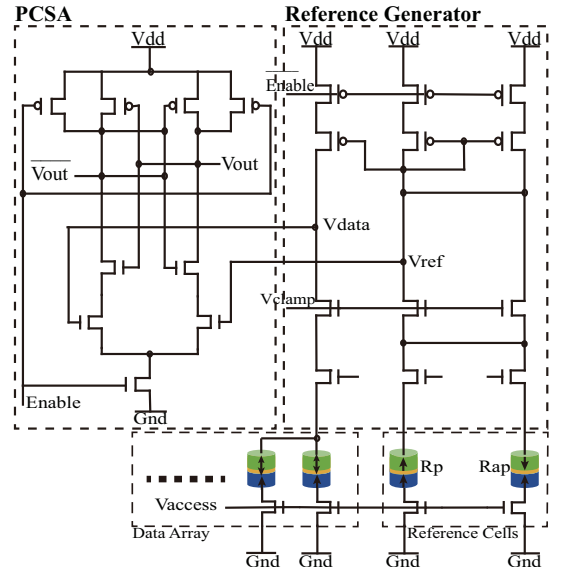 PCSA
Reference Generator
Vdd
Vdd
Vdd
Vdd
Enable
Vout
Vout
Vdata
Vref
Vclamp
Enable
Gnd
Rp
Rap
Vaccess
Data Array
Reference Cells
Gnd
Gnd
Gnd
Gnd